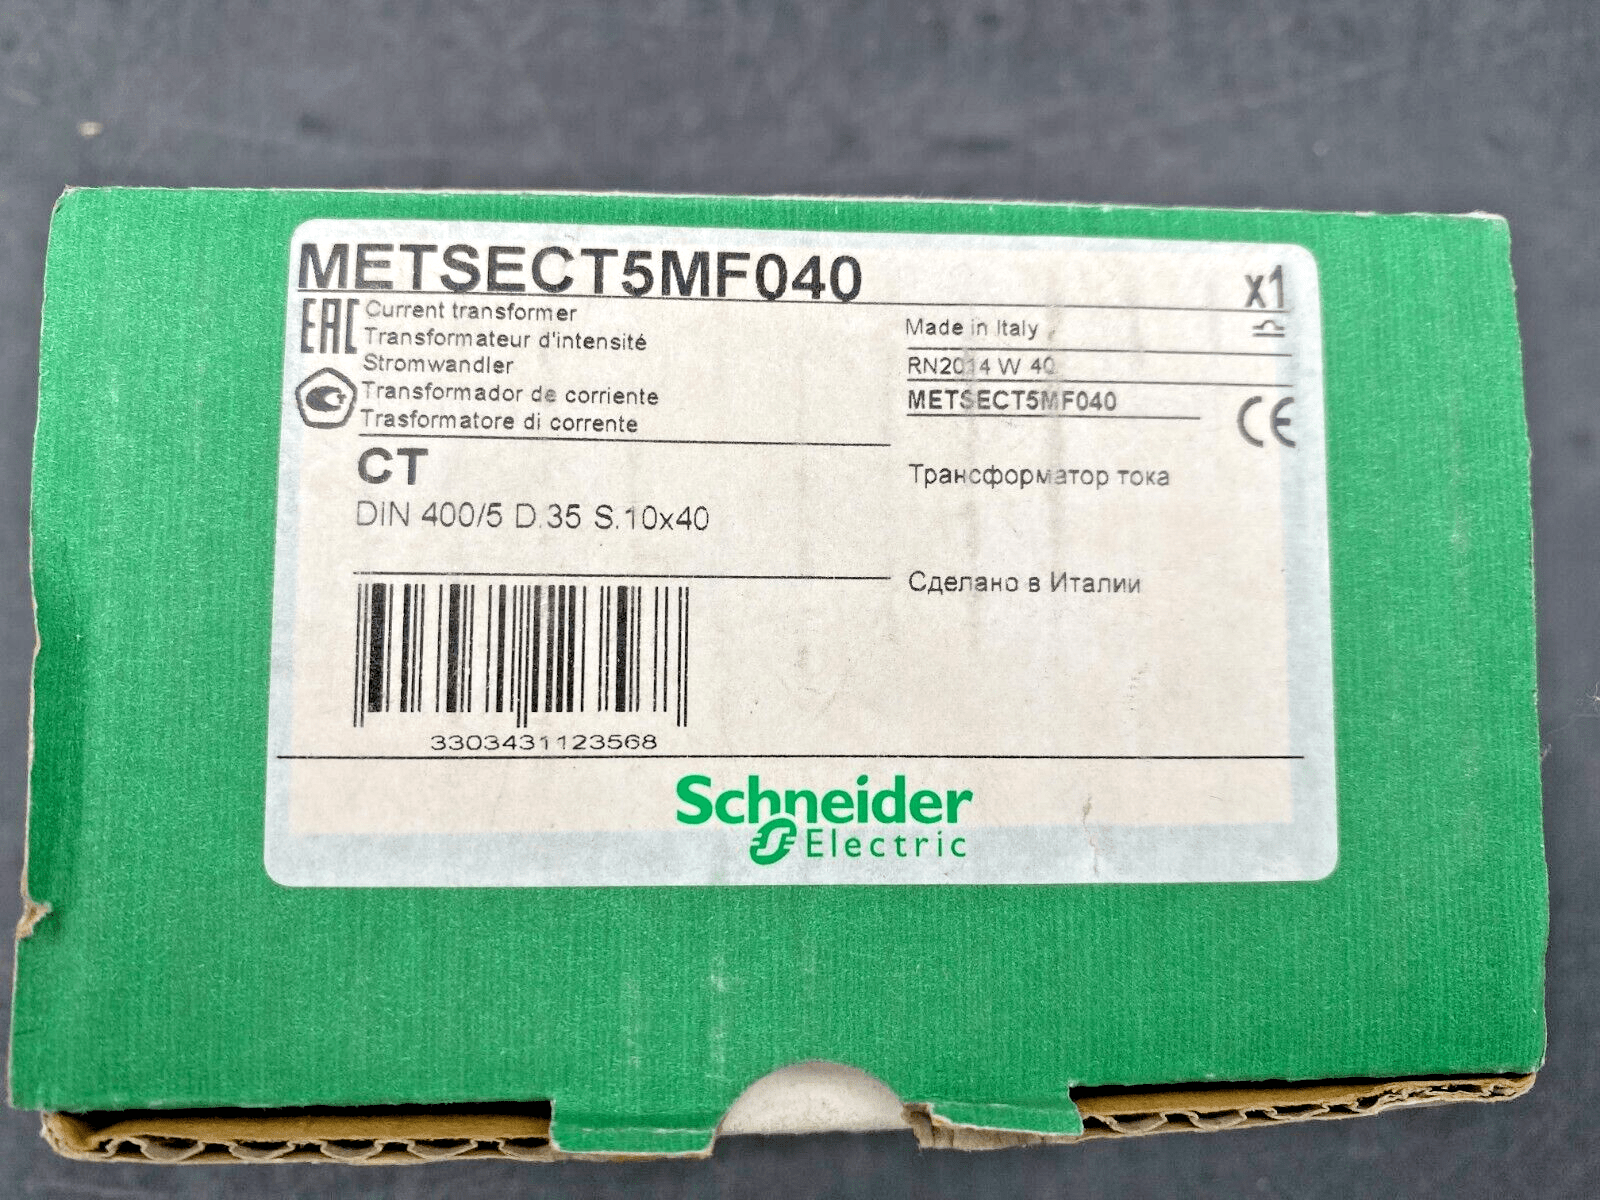 METSECT5MF040
x1
EAC
Current transformer
Transformateur d'intensité
Stromwandler
Transformador de corriente
Trasformatore di corrente
Made in Italy
RN2014 W 40
METSECT5MF040
CE
CT
DIN 400/5 D.35 S.10x40
Трансформатор тока
Сделано в Италии
3303431123568
Schneider
Electric